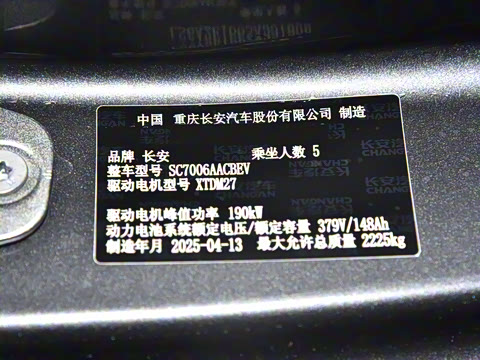 中国 重庆长安汽车股份有限公司 制造
品牌 长安 乘坐人数 5
整车型号 SC7006AACBEV
驱动电机型号 XTDM27
驱动电机峰值功率 190kW
动力电池系统额定电压/额定容量 379V/148Ah
制造年月 2025-04-13 最大允许总质量 2225kg